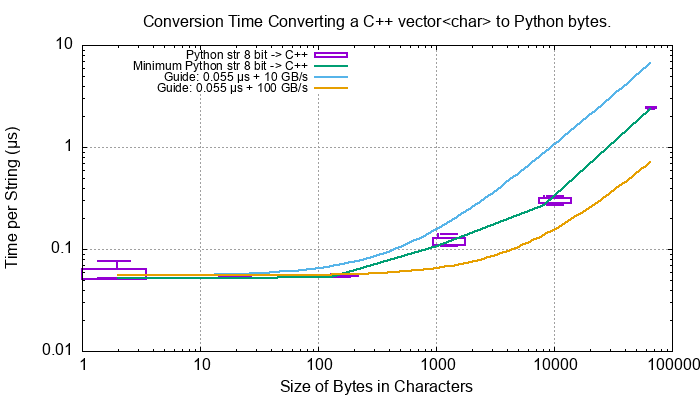 Conversion Time Converting a C++ vector<char> to Python bytes.
Python str 8 bit -> C++
Minimum Python str 8 bit -> C++
Guide: 0.055 µs + 10 GB/s
Guide: 0.055 µs + 100 GB/s
Time per String (µs)
10
1
0.1
0.01
1 10 100 1000 10000 100000
Size of Bytes in Characters